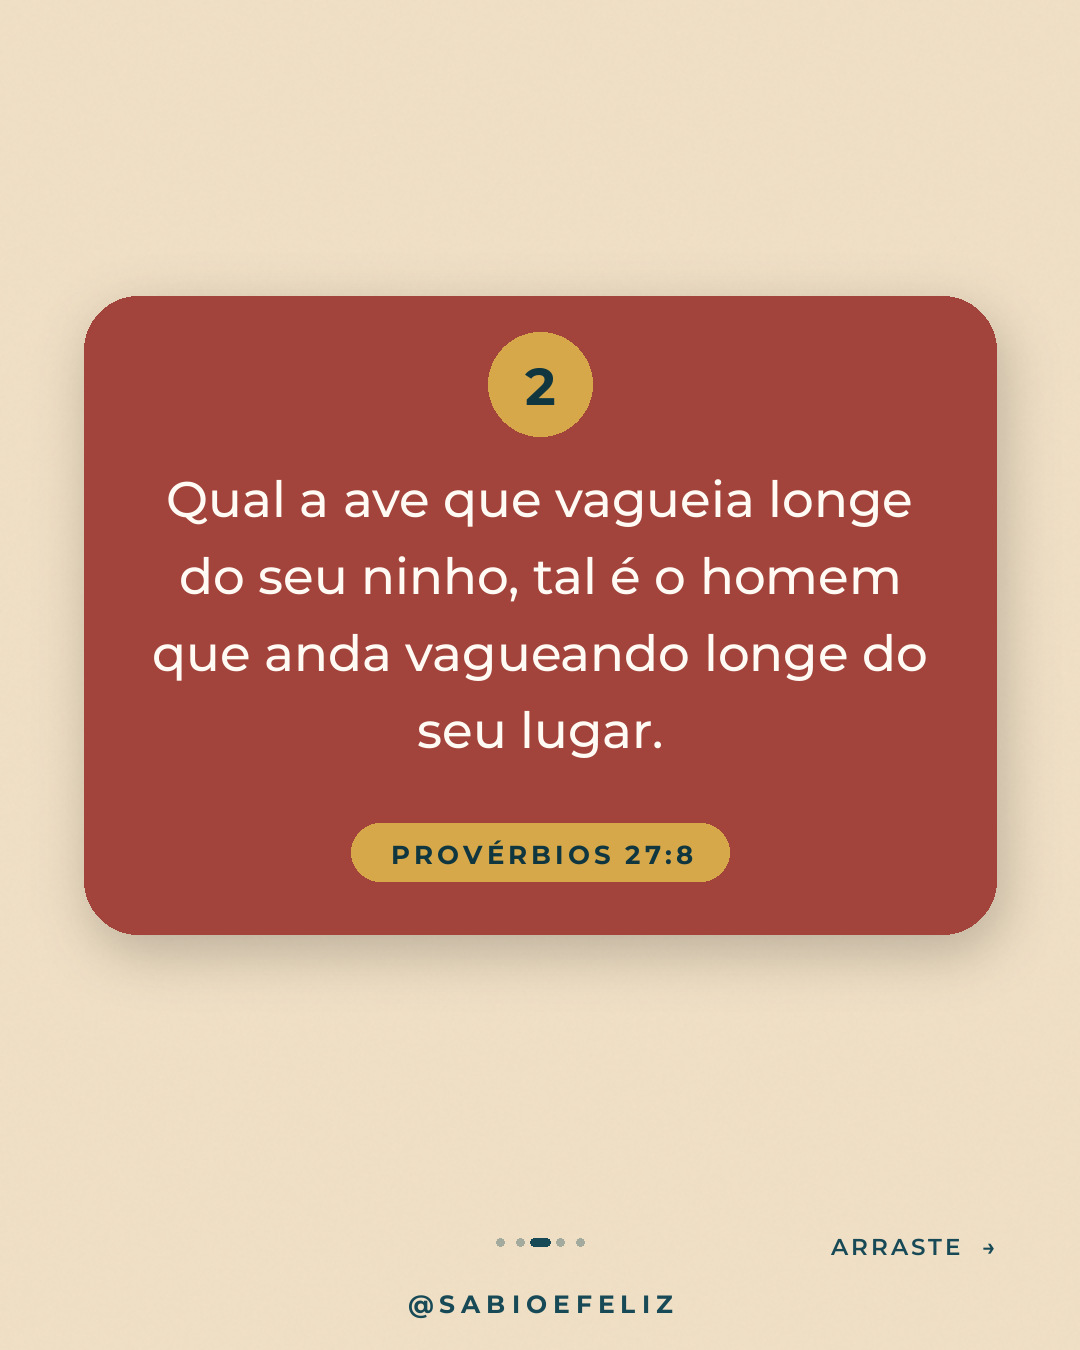 2
Qual a ave que vagueia longe
do seu ninho, tal é o homem
que anda vagueando longe do
seu lugar.
PROVÉRBIOS 27:8
ARRASTE →
@SABIOEFELIZ